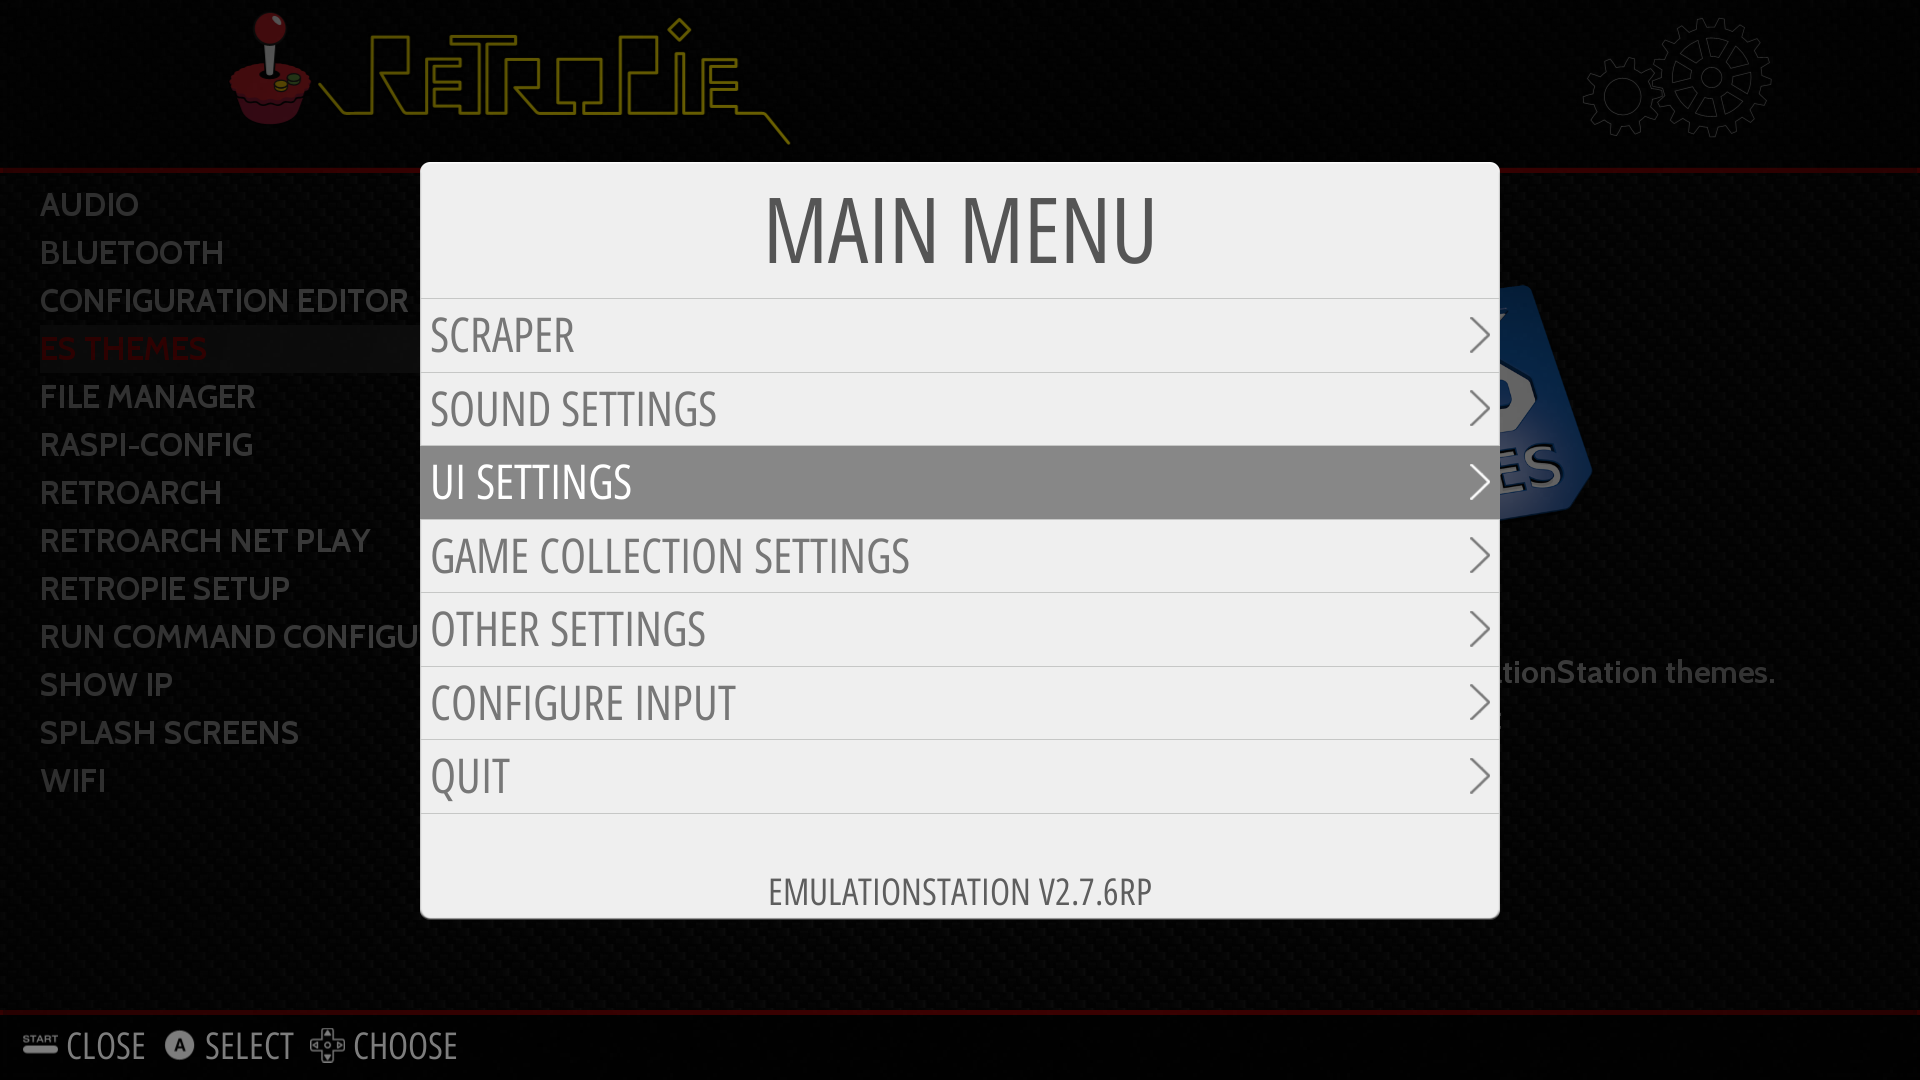 RETROPIE
AUDIO
BLUETOOTH
CONFIGURATION EDITOR
ES THEMES
FILE MANAGER
RASPI-CONFIG
RETROARCH
RETROARCH NET PLAY
RETROPIE SETUP
RUN COMMAND CONFIGU
SHOW IP
SPLASH SCREENS
WIFI
MAIN MENU
SCRAPER
SOUND SETTINGS
UI SETTINGS
GAME COLLECTION SETTINGS
OTHER SETTINGS
CONFIGURE INPUT
QUIT
EMULATIONSTATION V2.7.6RP
ES
tionStation themes.
START CLOSE A SELECT CHOOSE